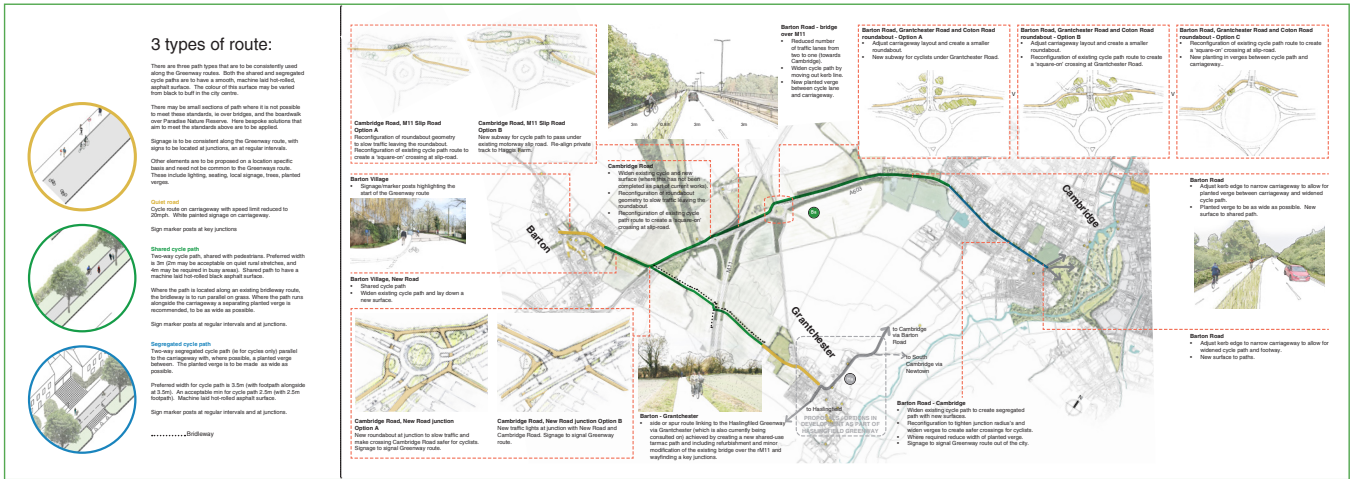 3 types of route:
There are three path types that are to be consistently used
along the Greenway routes. Both the shared and segregated
cycle paths are to have a smooth, machine laid hot-rolled,
asphalt surface. The colour of this surface may be varied
from black to buff in the city centre.
There may be small sections of path where it is not possible
to meet these standards, ie over bridges, and the boardwalk
over Paradise Nature Reserve. Here bespoke solutions that
aim to meet the standards above are to be applied.
Signage is to be consistent along the Greenway route, with
signs to be located at junctions, an at regular intervals.
Other elements are to be proposed on a location specific
basis and need not be common to the Greenways route.
These include lighting, seating, local signage, trees, planted
verges.
Quiet road
Cycle route on carriageway with speed limit reduced to
20mph. White painted signage on carriageway.
Sign marker posts at key junctions
Shared cycle path
Two-way cycle path, shared with pedestrians. Preferred width
is 3m (2m may be acceptable on quiet rural stretches, and
4m may be required in busy areas). Shared path to have a
machine laid hot-rolled black asphalt surface.
Where the path is located along an existing bridleway route,
the bridleway is to run parallel on grass. Where the path runs
alongside the carriageway a separating planted verge is
recommended, to be as wide as possible.
Sign marker posts at regular intervals and at junctions.
Segregated cycle path
Two-way segregated cycle path (ie for cycles only) parallel
to the carriageway with, where possible, a planted verge
between. The planted verge is to be made as wide as
possible.
Preferred width for cycle path is 3.5m (with footpath alongside
at 3.5m). An acceptable min for cycle path 2.5m (with 2.5m
footpath). Machine laid hot-rolled asphalt surface.
Sign marker posts at regular intervals and at junctions.
Bridleway
Cambridge Road, M11 Slip Road
Option A
Reconfiguration of roundabout geometry
to slow traffic leaving the roundabout.
Reconfiguration of existing cycle path route to
create a 'square-on' crossing at slip-road.
Cambridge Road, M11 Slip Road
Option B
New subway for cycle path to pass under
existing motorway slip road. Re-align private
track to Haggis Farm.
Barton Road - bridge
over M11
• Reduced number
of traffic lanes from
two to one (towards
Cambridge).
• Widen cycle path by
moving out kerb line.
• New planted verge
between cycle lane
and carriageway.
Barton Road, Grantchester Road and Coton Road
roundabout - Option A
• Adjust carriageway layout and create a smaller
roundabout.
• New subway for cyclists under Grantchester Road.
v
Barton Road, Grantchester Road and Coton Road
roundabout - Option B
• Adjust carriageway layout and create a smaller
roundabout.
• Reconfiguration of existing cycle path route to create
a 'square-on' crossing at Grantchester Road.
v
Barton Road, Grantchester Road and Coton Road
roundabout - Option C
• Reconfiguration of existing cycle path route to create
a 'square-on' crossing at slip-road.
• New planting in verges between cycle path and
carriageway..
Barton Village
• Signage/marker posts highlighting the
start of the Greenway route
Cambridge Road
• Widen existing cycle and new
surface (where this has not been
completed as part of current works).
• Reconfiguration of roundabout
geometry to slow traffic leaving the
roundabout.
• Reconfiguration of existing cycle
path route to create a 'square-on'
crossing at slip-road.
Barton
A603
M11
Cambridge
Grantchester
Barton Road
• Adjust kerb edge to narrow carriageway to allow for
planted verge between carriageway and widened
cycle path.
• Planted verge to be as wide as possible. New
surface to shared path.
Barton Village, New Road
• Shared cycle path
• Widen existing cycle path and lay down a
new surface.
to Cambridge
via Barton
Road
to South
Cambridge via
Newtown
to Haslingfield
PROPOSED OPTIONS IN
DEVELOPMENT AS PART OF
HASLINGFIELD GREENWAY
Barton Road
• Adjust kerb edge to narrow carriageway to allow for
widened cycle path and footway.
• New surface to paths.
Cambridge Road, New Road junction
Option A
New roundabout at junction to slow traffic and
make crossing Cambridge Road safer for cyclists.
Signage to signal Greenway route.
Cambridge Road, New Road junction Option B
New traffic lights at junction with New Road and
Cambridge Road. Signage to signal Greenway
route.
Barton - Grantchester
• side or spur route linking to the Haslingfiled Greenway
via Grantchester (which is also currently being
consulted on) achieved by creating a new shared-use
tarmac path and including refurbishment and minor
modification of the existing bridge over the rM11 and
wayfinding a key junctions.
Barton Road - Cambridge
• Widen existing cycle path to create segregated
path with new surfaces.
• Reconfiguration to tighten junction radius's and
widen verges to create safer crossings for cyclists.
• Where required reduce width of planted verge.
• Signage to signal Greenway route out of the city.